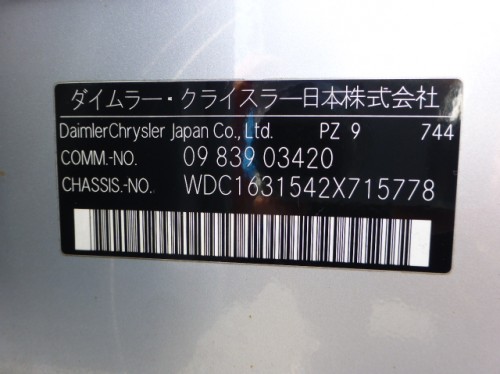 ダイムラー・クライスラー日本株式会社
DaimlerChrysler Japan Co., Ltd. PZ 9 744
COMM.-NO. 09 839 03420
CHASSIS.-NO. WDC1631542X715778